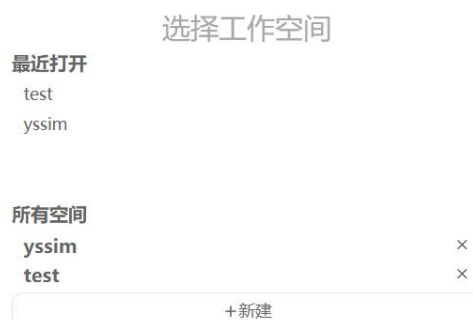 选择工作空间
最近打开
test
yssim
所有空间
yssim ×
test ×
+新建